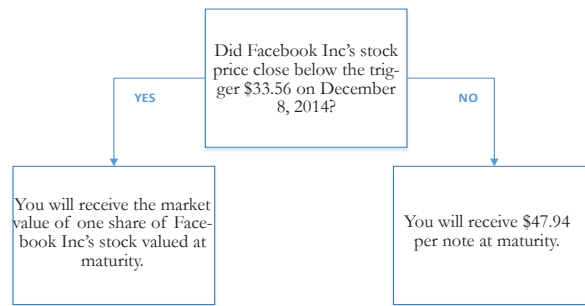 Did Facebook Inc's stock
price close below the trig-
ger $33.56 on December
8, 2014?
YES
NO
You will receive the market
value of one share of Face-
book Inc's stock valued at
maturity.
You will receive $47.94
per note at maturity.